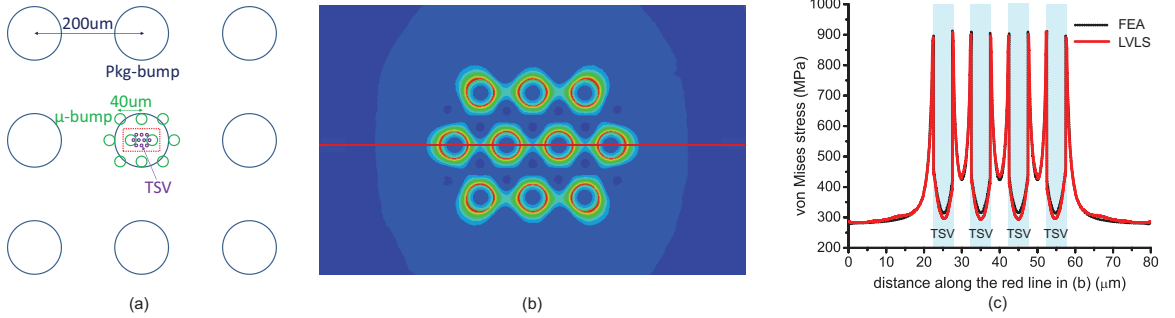 200um
Pkg-bump
40um
μ-bump
TSV
(a)
(b)
1000
900
800
700
600
500
400
300
200
von Mises stress (MPa)
FEA
LVLS
TSV TSV TSV TSV
0 10 20 30 40 50 60 70 80
distance along the red line in (b) (μm)
(c)